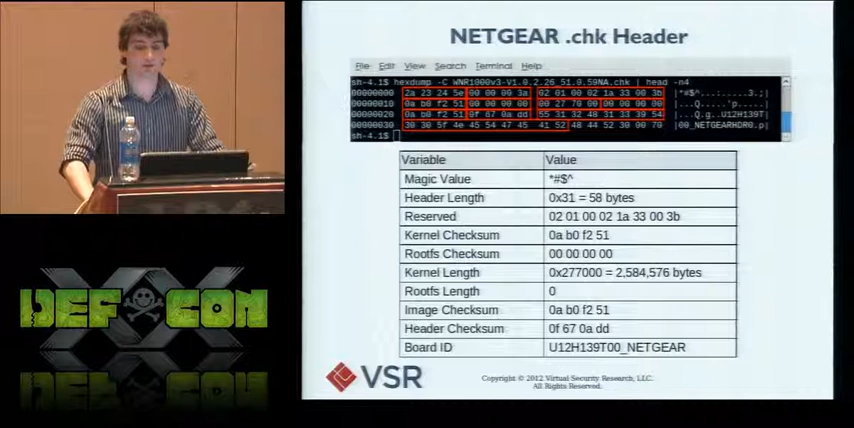 NETGEAR .chk Header
File Edit View Search Terminal Help
sh-4.1$ hexdump -C WNR1000v3-V1.0.2.26_51.0.59NA.chk | head -n4
00000000 2a 23 24 5e 00 00 00 3a 02 01 00 02 1a 33 00 3b |*#$^...:.....3.;|
00000010 0a b0 f2 51 00 00 00 00 00 27 70 00 00 00 00 00 |...Q.....'p.....|
00000020 0a b0 f2 51 0f 67 0a dd 55 31 32 48 31 33 39 54 |...Q.g..U12H139T|
00000030 30 30 5f 4e 45 54 47 45 41 52 48 44 52 30 00 70 |00_NETGEARHDR0.p|
sh-4.1$
Variable Value
Magic Value *#$^
Header Length 0x31 = 58 bytes
Reserved 02 01 00 02 1a 33 00 3b
Kernel Checksum 0a b0 f2 51
Rootfs Checksum 00 00 00 00
Kernel Length 0x277000 = 2,584,576 bytes
Rootfs Length 0
Image Checksum 0a b0 f2 51
Header Checksum 0f 67 0a dd
Board ID U12H139T00_NETGEAR
DEF CON
XX
VSR
Copyright © 2012 Virtual Security Research, LLC.
All Rights Reserved.